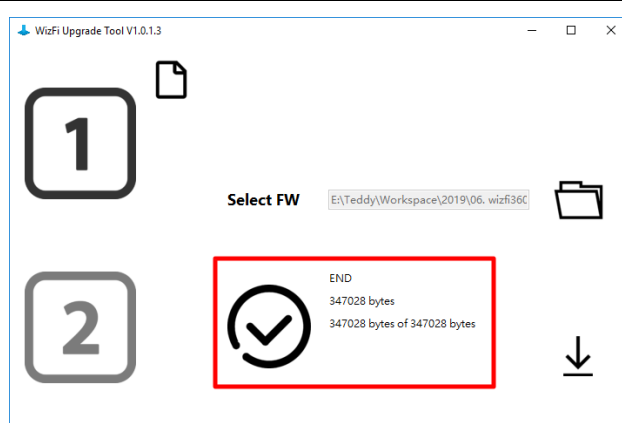 WizFi Upgrade Tool V1.0.1.3
1
Select FW
E:\Teddy\Workspace\2019\06. wizfi360
END
347028 bytes
2
347028 bytes of 347028 bytes